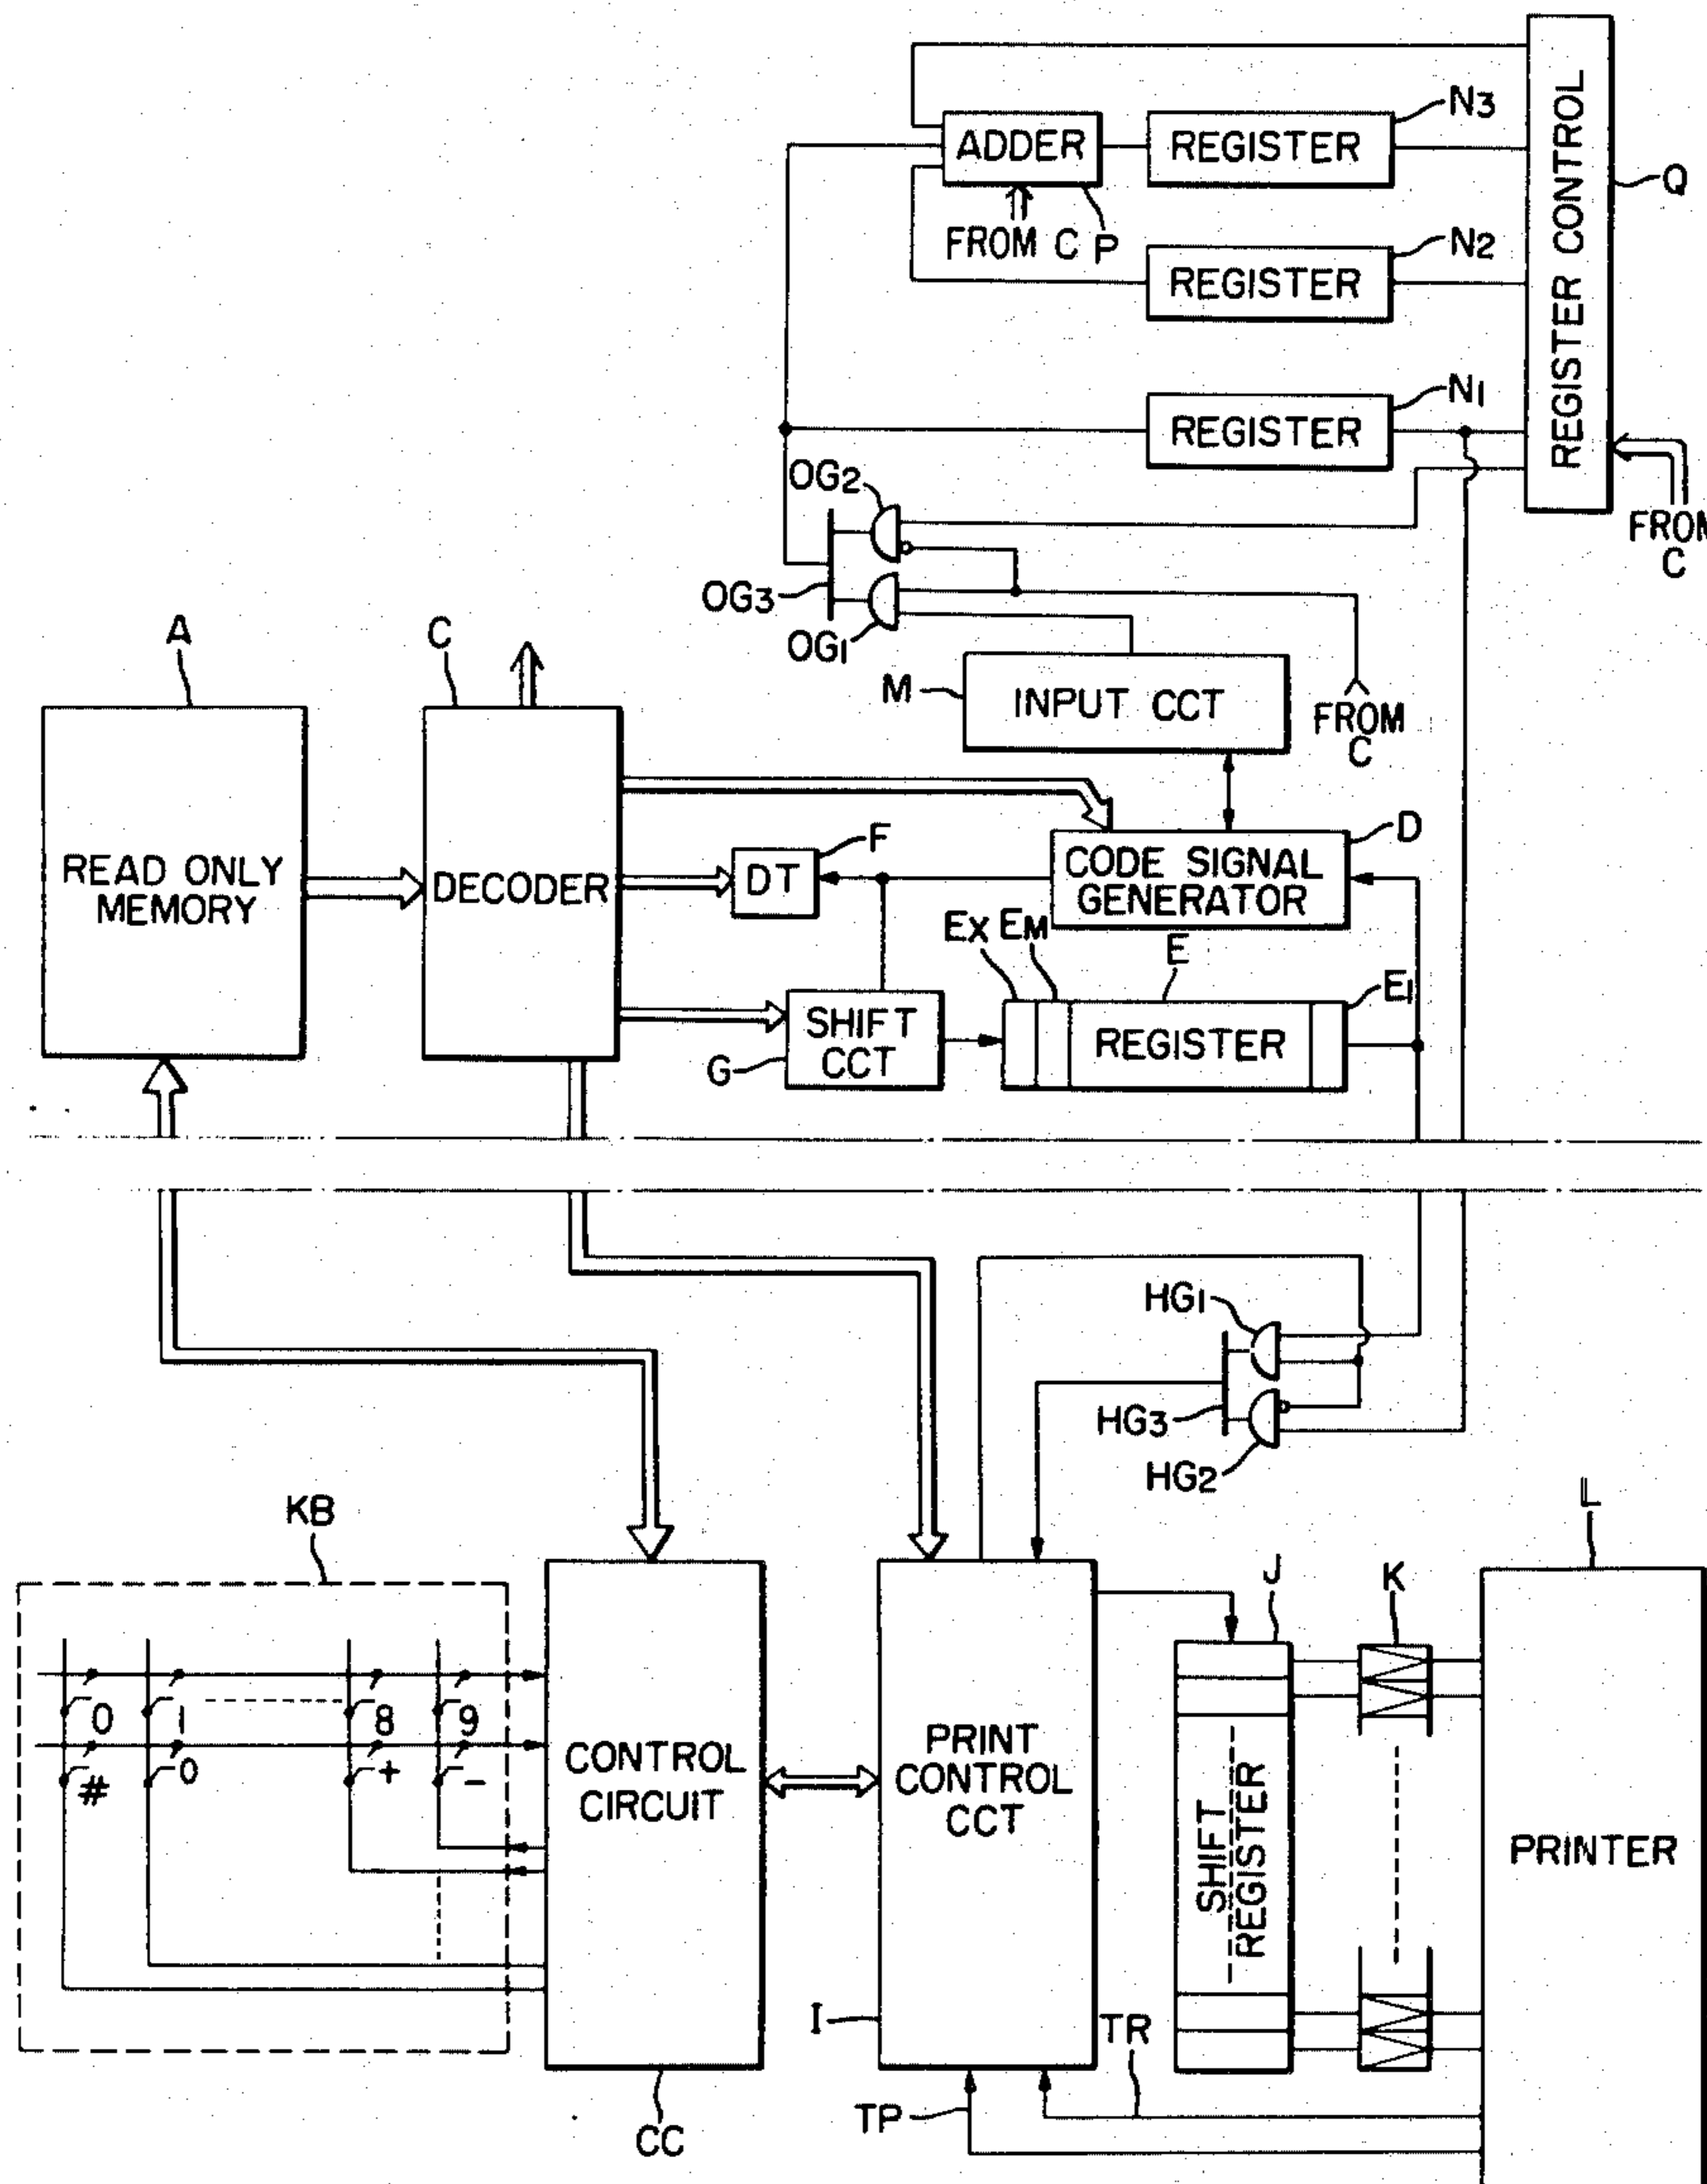 N3
ADDER
REGISTER
Q
FROM C
P
N2
REGISTER
REGISTER CONTROL
N1
REGISTER
OG2
FROM
C
OG3
OG1
A
C
M
INPUT CCT
FROM
C
READ ONLY
MEMORY
DECODER
F
DT
D
CODE SIGNAL
GENERATOR
EX
EM
E
E1
SHIFT
CCT
G
REGISTER
HG1
HG3
HG2
KB
J
K
L
0
1
8
9
#
0
+
-
CONTROL
CIRCUIT
PRINT
CONTROL
CCT
SHIFT
REGISTER
PRINTER
I
TR
TP
CC